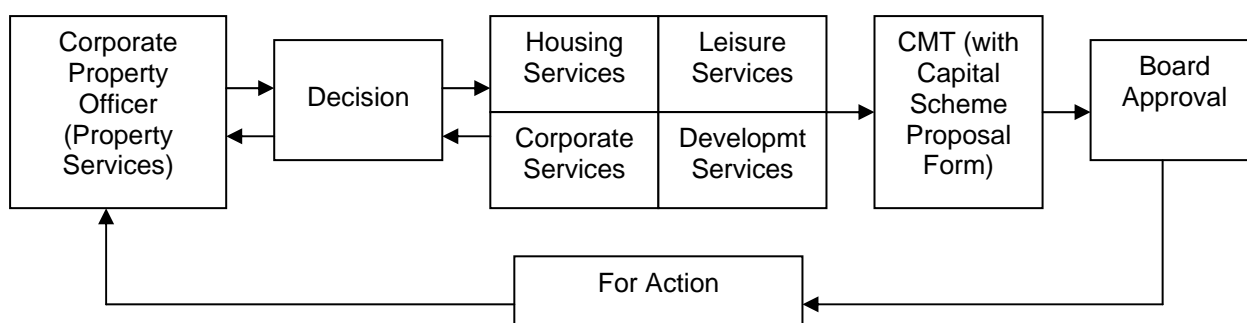 Corporate
Property
Officer
(Property
Services)
Decision
Housing
Services
Leisure
Services
Corporate
Services
Developmt
Services
CMT (with
Capital
Scheme
Proposal
Form)
Board
Approval
For Action